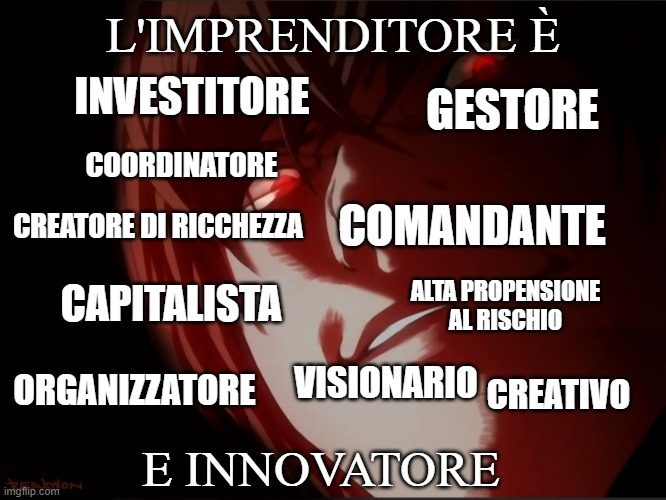 L'IMPRENDITORE È
INVESTITORE
GESTORE
COORDINATORE
CREATORE DI RICCHEZZA
COMANDANTE
CAPITALISTA
ALTA PROPENSIONE
AL RISCHIO
ORGANIZZATORE
VISIONARIO
CREATIVO
E INNOVATORE
imgflip.com